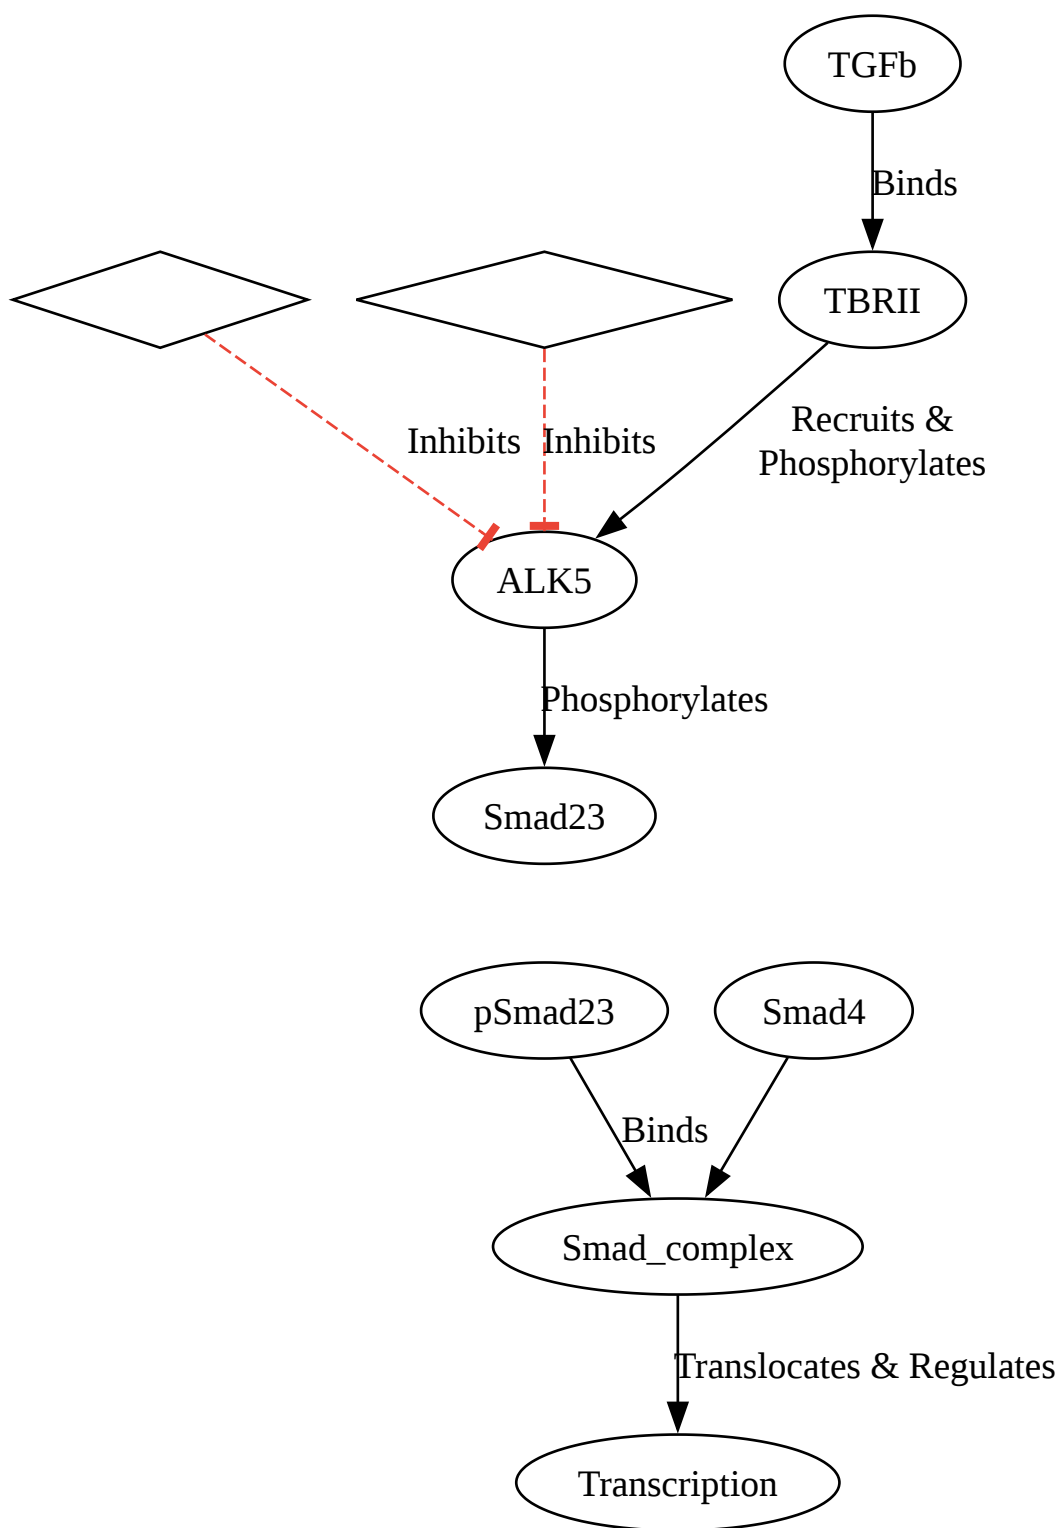 TGFb
Binds
TBRII
Recruits &
Phosphorylates
Inhibits
Inhibits
ALK5
Phosphorylates
Smad23
pSmad23
Smad4
Binds
Smad_complex
Translocates & Regulates
Transcription